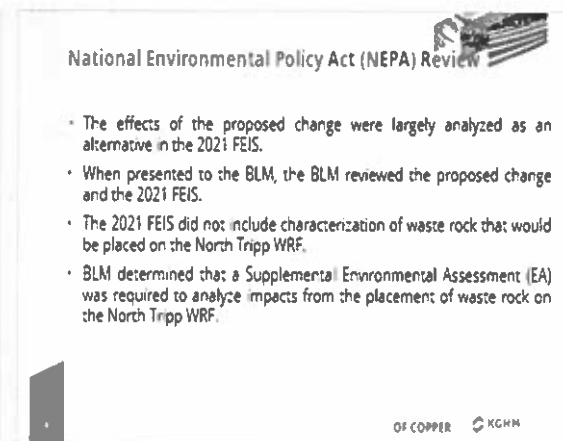 National Environmental Policy Act (NEPA) Review
• The effects of the proposed change were largely analyzed as an
alternative in the 2021 FEIS.
• When presented to the BLM, the BLM reviewed the proposed change
and the 2021 FEIS.
• The 2021 FEIS did not include characterization of waste rock that would
be placed on the North Tripp WRF.
• BLM determined that a Supplemental Environmental Assessment (EA)
was required to analyze impacts from the placement of waste rock on
the North Tripp WRF.
OF COPPER KGHM